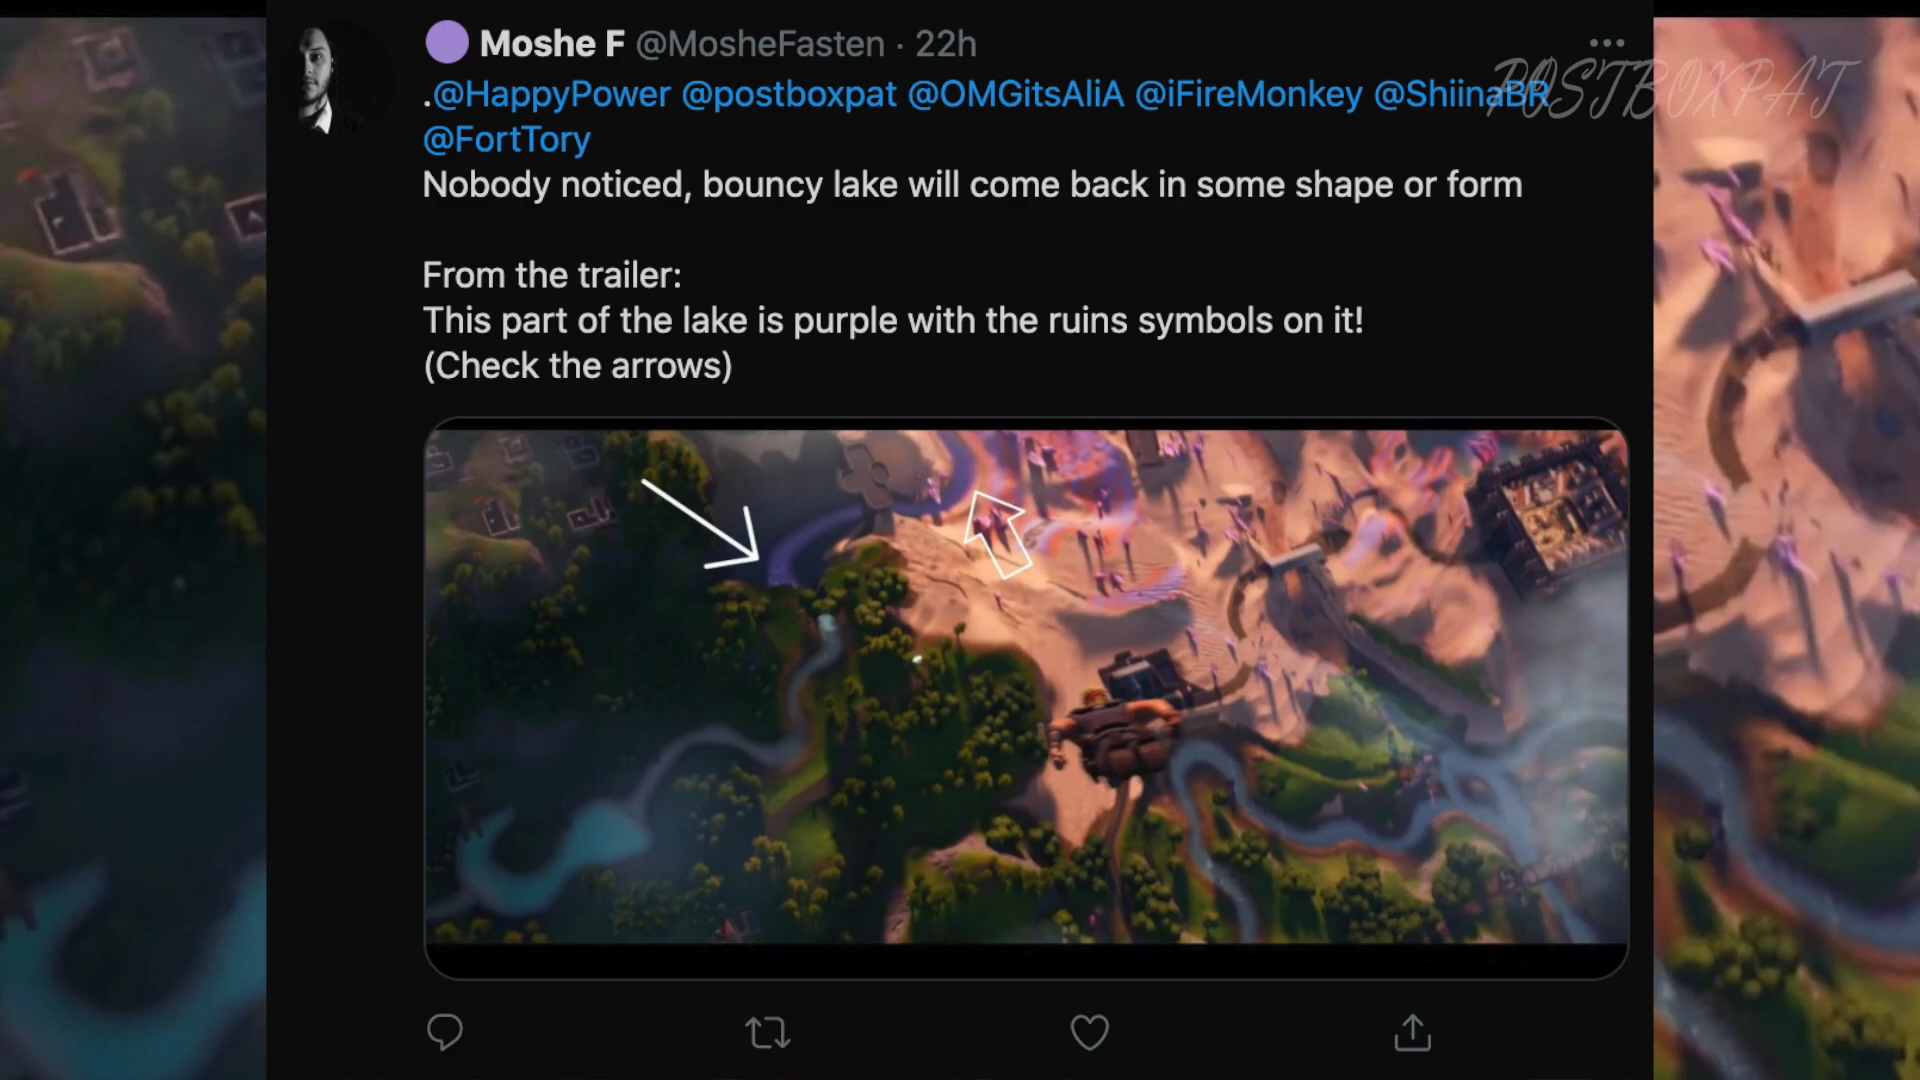 Moshe F @MosheFasten · 22h
.@HappyPower @postboxpat @OMGitsAliA @iFireMonkey @ShiinaBR
@FortTory
Nobody noticed, bouncy lake will come back in some shape or form
From the trailer:
This part of the lake is purple with the ruins symbols on it!
(Check the arrows)
POSTBOXPAT